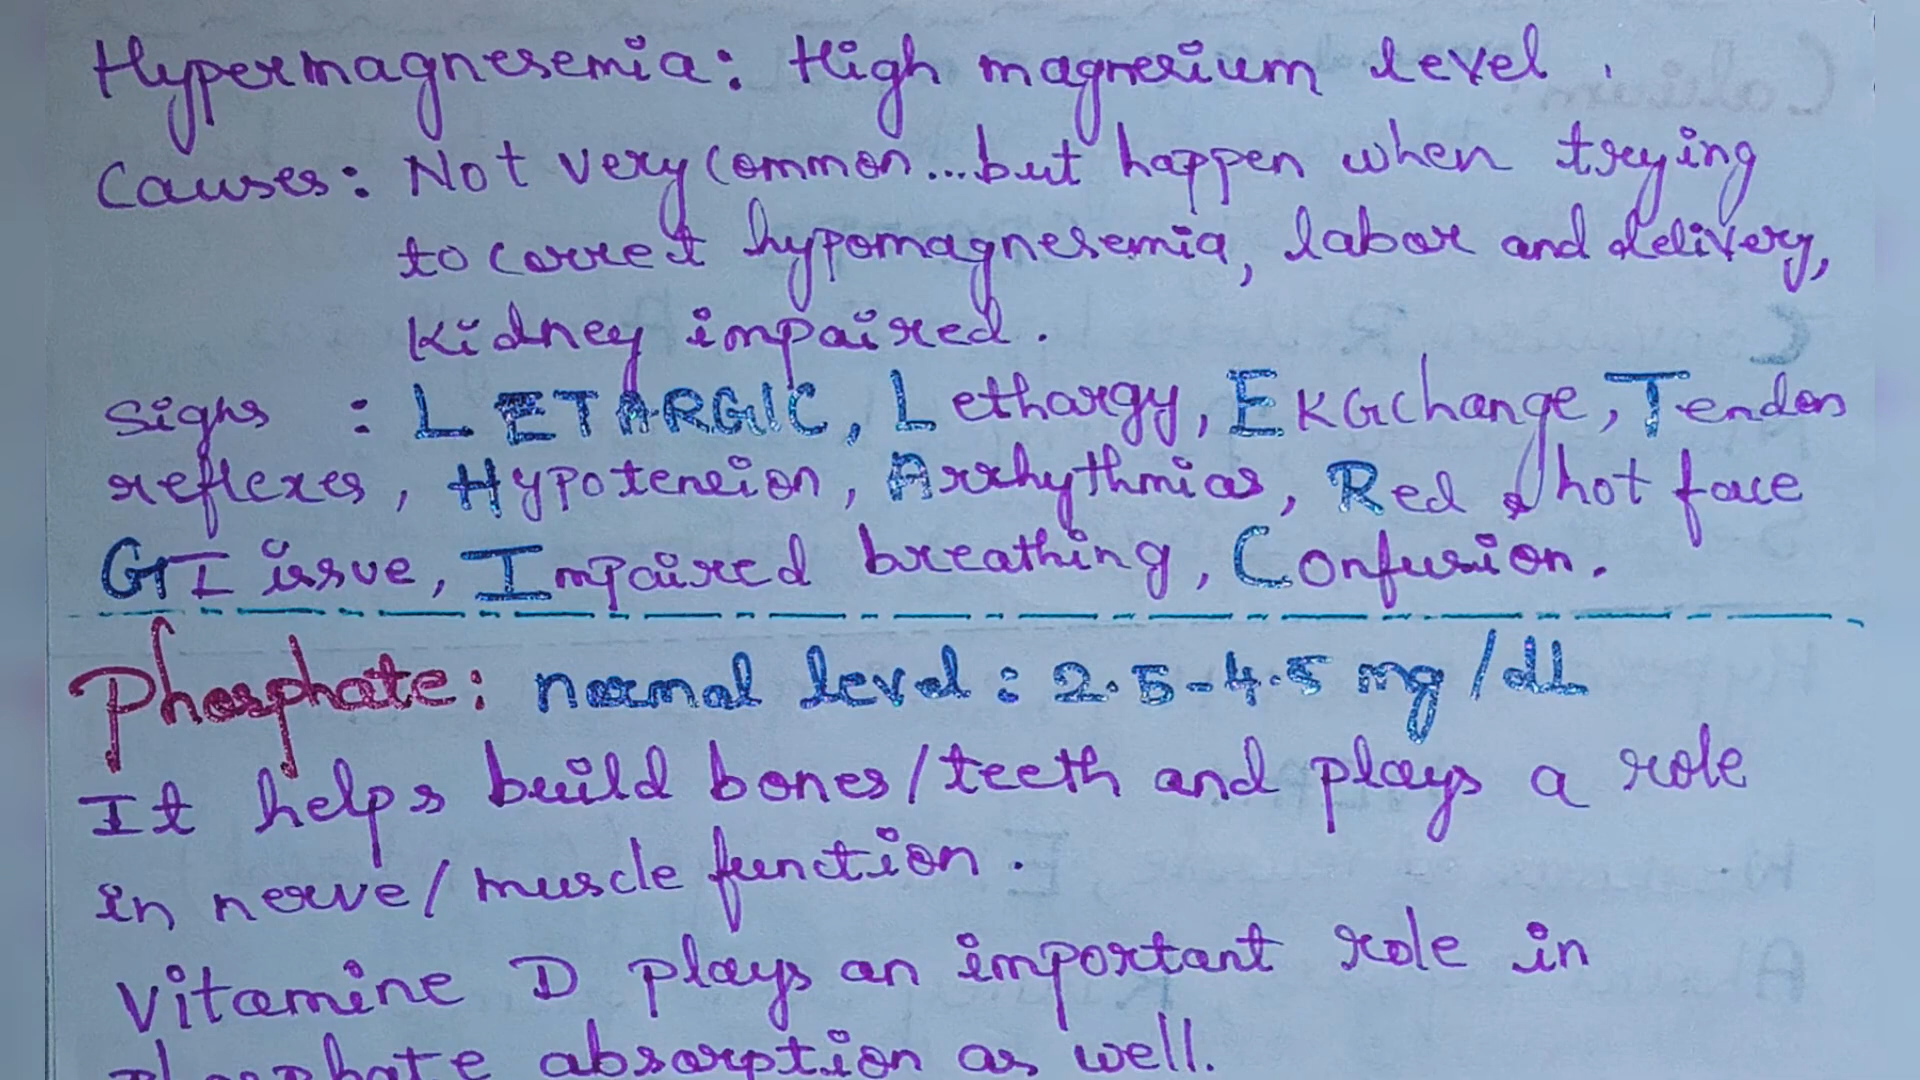 Hypermagnesemia: High magnesium level.
Causes: Not very common...but happen when trying
to correct hypomagnesemia, labor and delivery,
Kidney impaired.
Signs : LETARGIC, Lethargy, EKG change, Tendon
reflexes, Hypotension, Arrhythmias, Red & hot face
GI issue, Impaired breathing, Confusion.
Phosphate: normal level: 2.5-4.5 mg/dL
It helps build bones/teeth and plays a role
in nerve/muscle function.
Vitamine D plays an important role in
phosphate absorption as well.